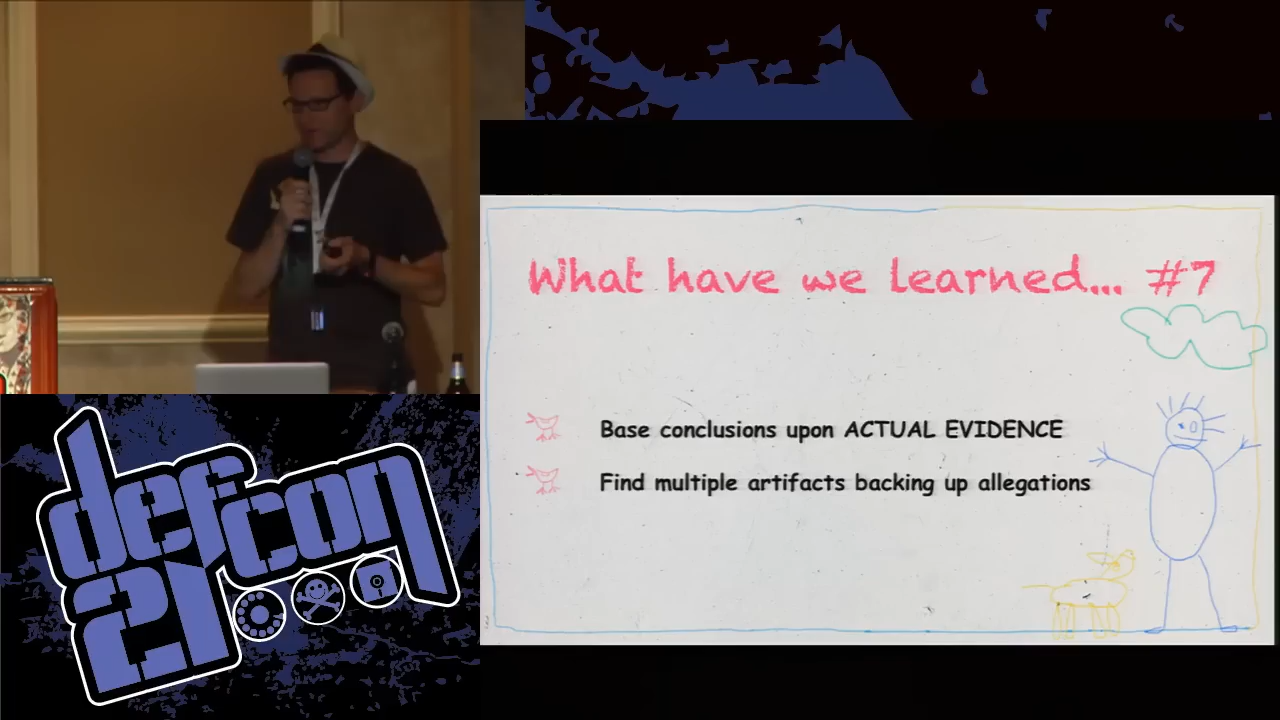 What have we learned... #7
Base conclusions upon ACTUAL EVIDENCE
Find multiple artifacts backing up allegations
defcon
21